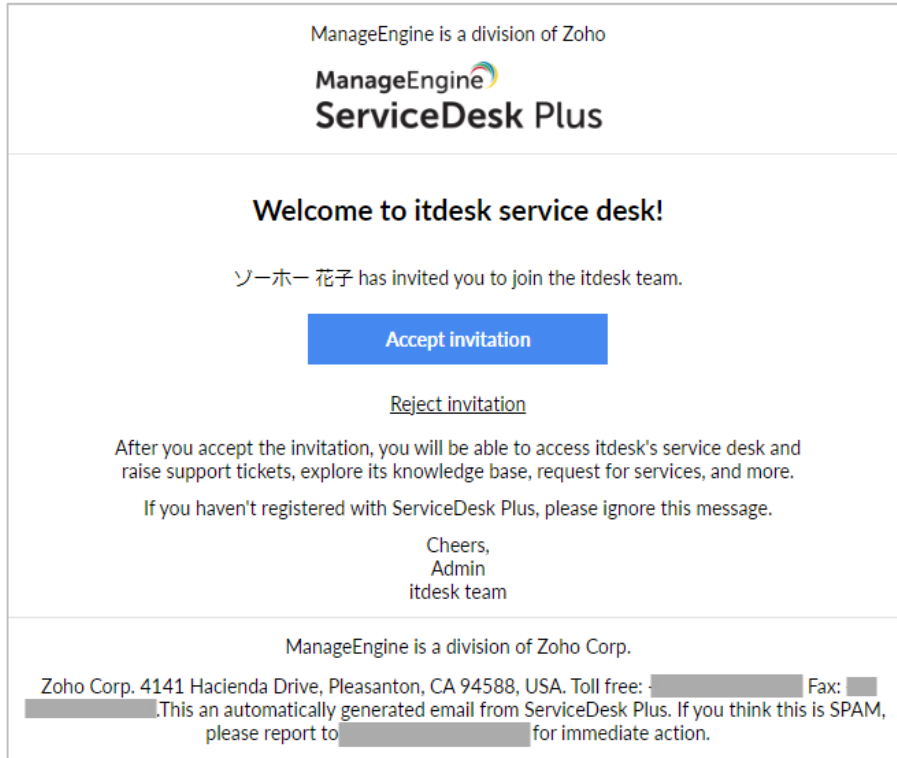 ManageEngine is a division of Zoho
ManageEngine
ServiceDesk Plus
Welcome to itdesk service desk!
ゾーホー 花子 has invited you to join the itdesk team.
Accept invitation
Reject invitation
After you accept the invitation, you will be able to access itdesk's service desk and
raise support tickets, explore its knowledge base, request for services, and more.
If you haven't registered with ServiceDesk Plus, please ignore this message.
Cheers,
Admin
itdesk team
ManageEngine is a division of Zoho Corp.
Zoho Corp. 4141 Hacienda Drive, Pleasanton, CA 94588, USA. Toll free: Fax:
.This an automatically generated email from ServiceDesk Plus. If you think this is SPAM,
please report to for immediate action.